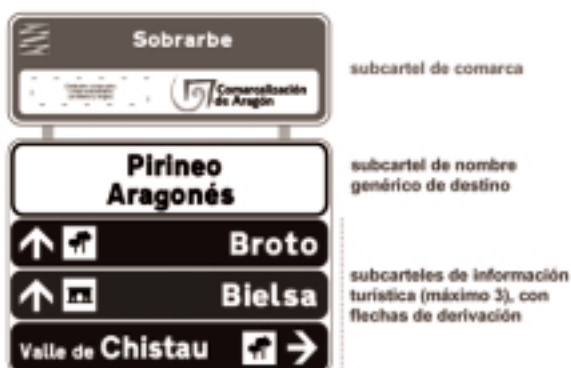 Sobrarbe
Comarcalización
de Aragón
subcartel de comarca
Pirineo
Aragonés
subcartel de nombre
genérico de destino
Broto
Bielsa
Valle de Chistau
subcarteles de información
turística (máximo 3), con
flechas de derivación